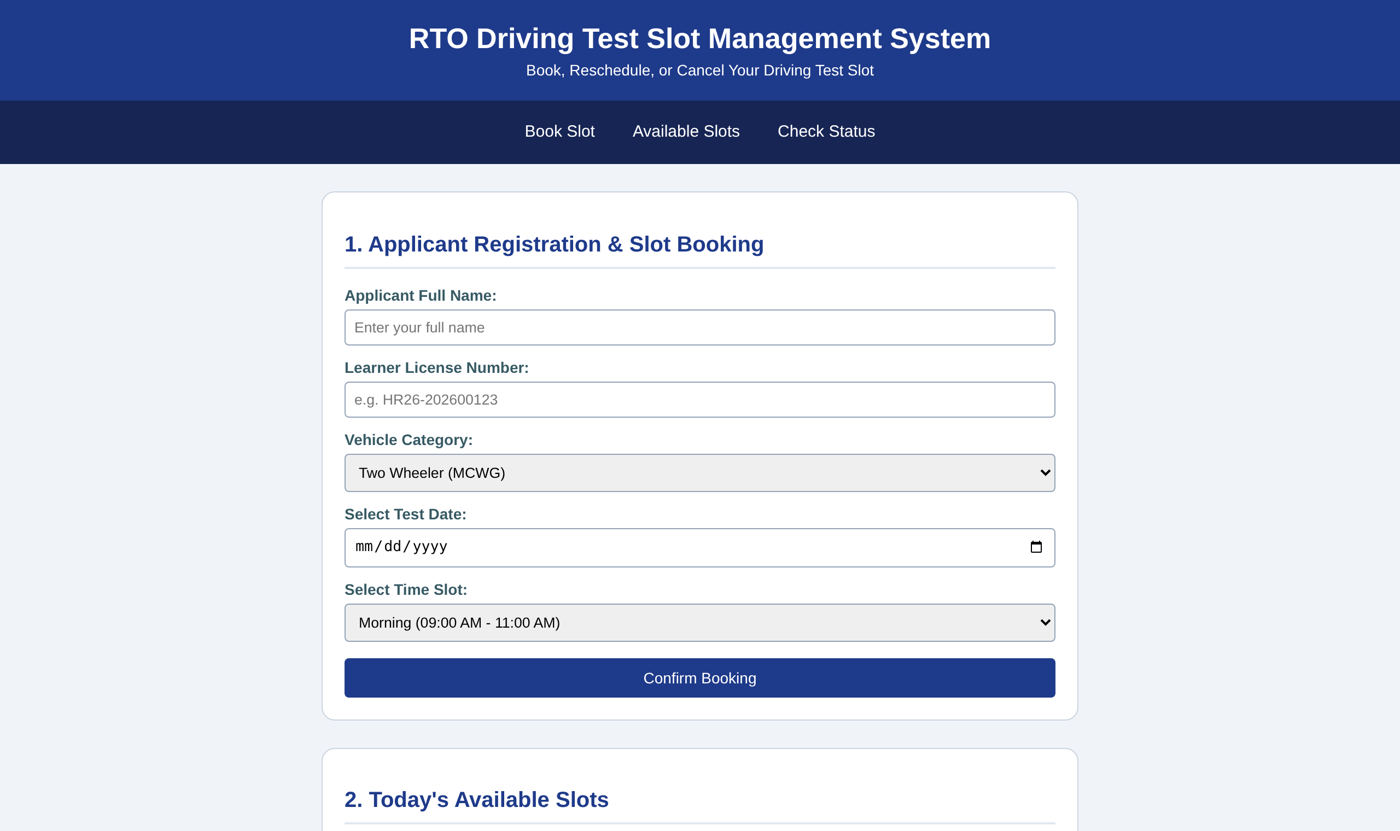 RTO Driving Test Slot Management System
Book, Reschedule, or Cancel Your Driving Test Slot
Book Slot Available Slots Check Status
1. Applicant Registration & Slot Booking
Applicant Full Name:
Enter your full name
Learner License Number:
e.g. HR26-202600123
Vehicle Category:
Two Wheeler (MCWG)
Select Test Date:
mm/dd/yyyy
Select Time Slot:
Morning (09:00 AM - 11:00 AM)
Confirm Booking
2. Today's Available Slots